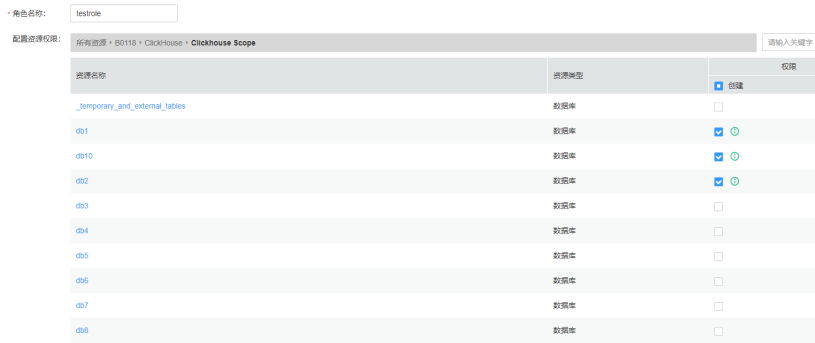 * 角色名称： testrole
配置资源权限： 所有资源 › B0118 › ClickHouse › Clickhouse Scope 请输入关键字
资源名称 资源类型 权限
创建
_temporary_and_external_tables 数据库
db1 数据库
db10 数据库
db2 数据库
db3 数据库
db4 数据库
db5 数据库
db6 数据库
db7 数据库
db8 数据库